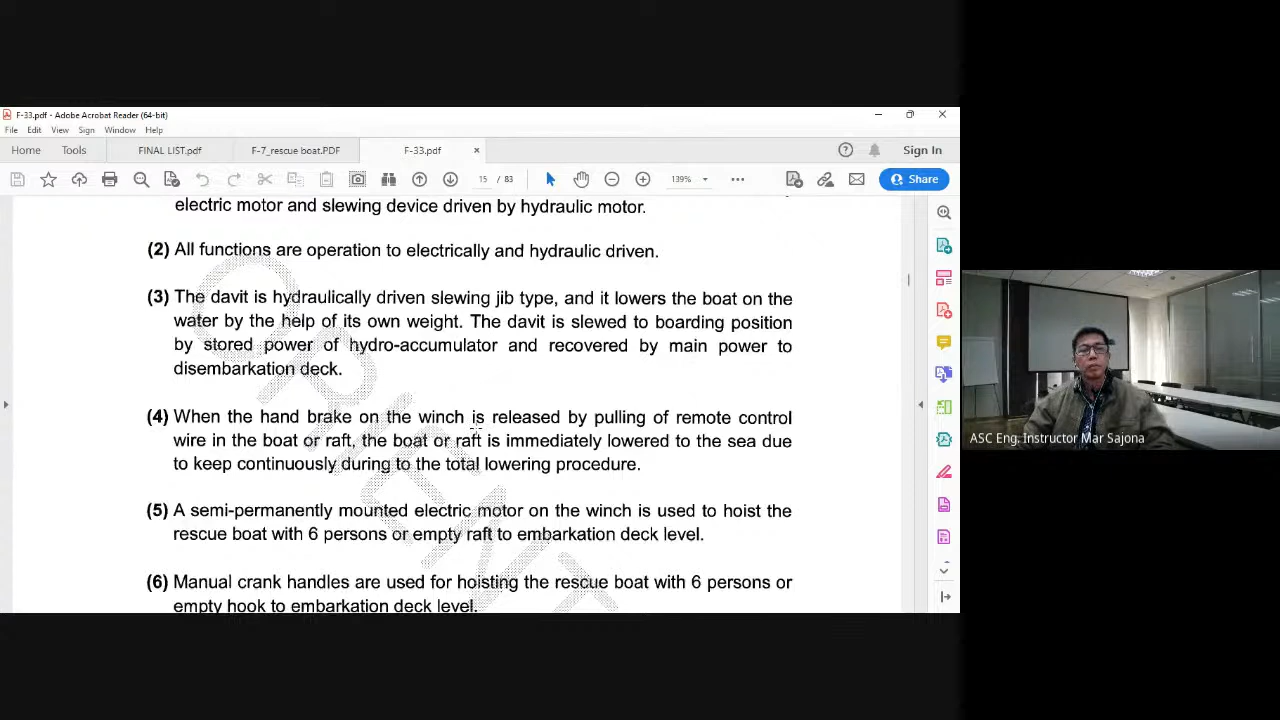 F-33.pdf - Adobe Acrobat Reader (64-bit)
File Edit View Sign Window Help
Home Tools FINAL LIST.pdf F-7_rescue boat.PDF F-33.pdf × Sign In
15 / 83 139% Share
electric motor and slewing device driven by hydraulic motor.
(2) All functions are operation to electrically and hydraulic driven.
(3) The davit is hydraulically driven slewing jib type, and it lowers the boat on the
water by the help of its own weight. The davit is slewed to boarding position
by stored power of hydro-accumulator and recovered by main power to
disembarkation deck.
(4) When the hand brake on the winch is released by pulling of remote control
wire in the boat or raft, the boat or raft is immediately lowered to the sea due
to keep continuously during to the total lowering procedure.
(5) A semi-permanently mounted electric motor on the winch is used to hoist the
rescue boat with 6 persons or empty raft to embarkation deck level.
(6) Manual crank handles are used for hoisting the rescue boat with 6 persons or
empty hook to embarkation deck level.
ASC Eng. Instructor Mar Sajona